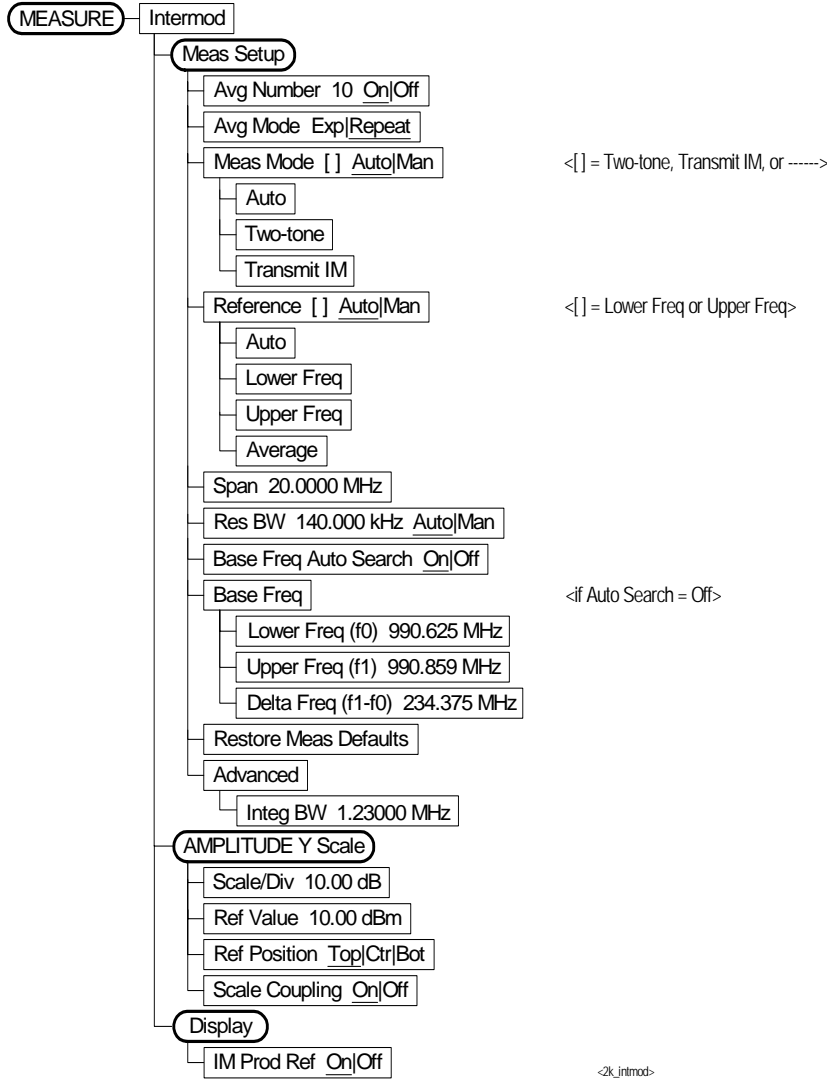 MEASURE Intermod
Meas Setup
Avg Number 10 On|Off
Avg Mode Exp|Repeat
Meas Mode [ ] Auto|Man <[ ] = Two-tone, Transmit IM, or ------>
Auto
Two-tone
Transmit IM
Reference [ ] Auto|Man <[ ] = Lower Freq or Upper Freq>
Auto
Lower Freq
Upper Freq
Average
Span 20.0000 MHz
Res BW 140.000 kHz Auto|Man
Base Freq Auto Search On|Off
Base Freq <if Auto Search = Off>
Lower Freq (f0) 990.625 MHz
Upper Freq (f1) 990.859 MHz
Delta Freq (f1-f0) 234.375 MHz
Restore Meas Defaults
Advanced
Integ BW 1.23000 MHz
AMPLITUDE Y Scale
Scale/Div 10.00 dB
Ref Value 10.00 dBm
Ref Position Top|Ctr|Bot
Scale Coupling On|Off
Display
IM Prod Ref On|Off <2k_intmod>